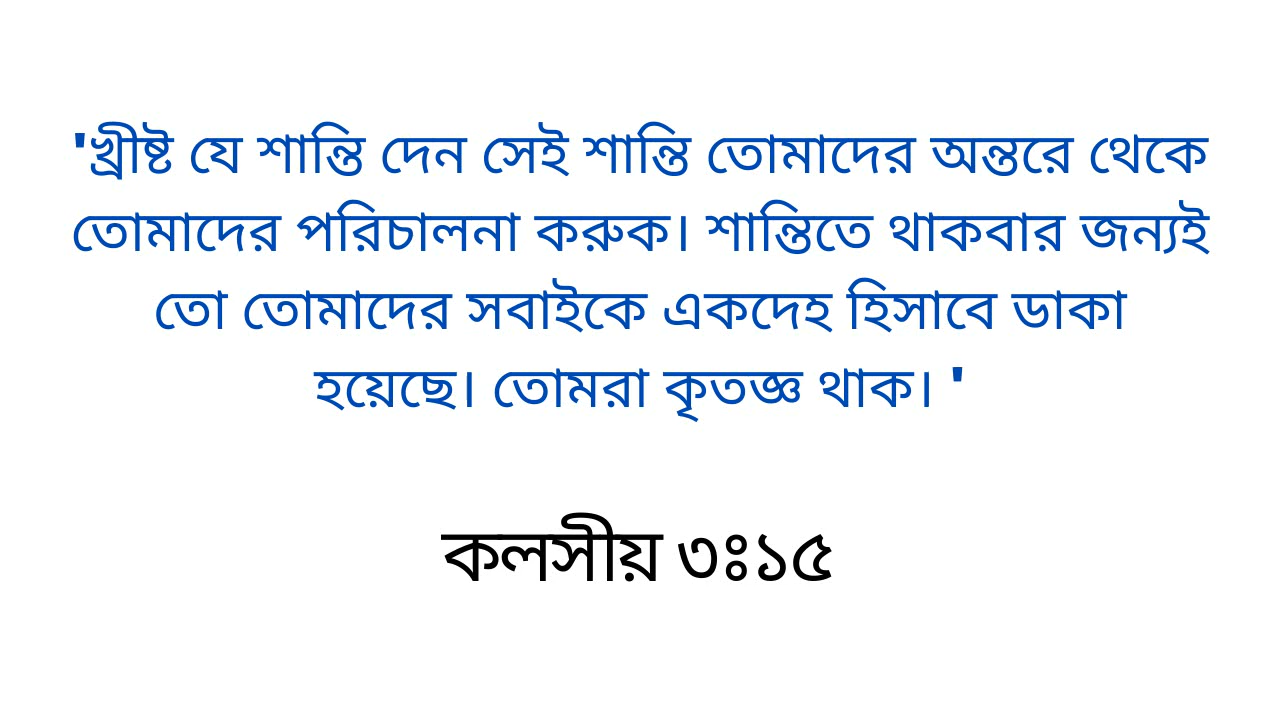 'খ্রীষ্ট যে শান্তি দেন সেই শান্তি তোমাদের অন্তরে থেকে
তোমাদের পরিচালনা করুক। শান্তিতে থাকবার জন্যই
তো তোমাদের সবাইকে একদেহ হিসাবে ডাকা
হয়েছে। তোমরা কৃতজ্ঞ থাক। '
কলসীয় ৩ঃ১৫